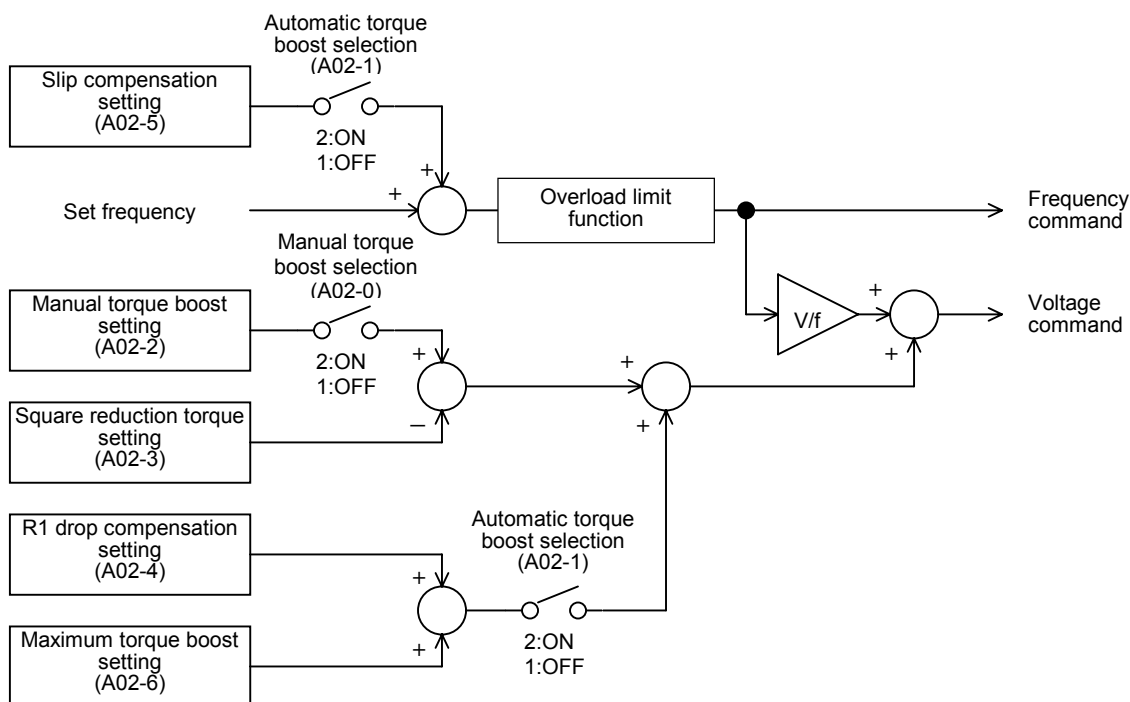 Automatic torque
boost selection
(A02-1)
Slip compensation
setting
(A02-5)
2:ON
1:OFF
+
+
Set frequency
Overload limit
function
Frequency
command
Manual torque
boost selection
(A02-0)
Manual torque boost
setting
(A02-2)
2:ON
1:OFF
+
V/f
+
+
Voltage
command
Square reduction torque
setting
(A02-3)
−
+
+
R1 drop compensation
setting
(A02-4)
+
Automatic torque
boost selection
(A02-1)
2:ON
1:OFF
Maximum torque boost
setting
(A02-6)
+